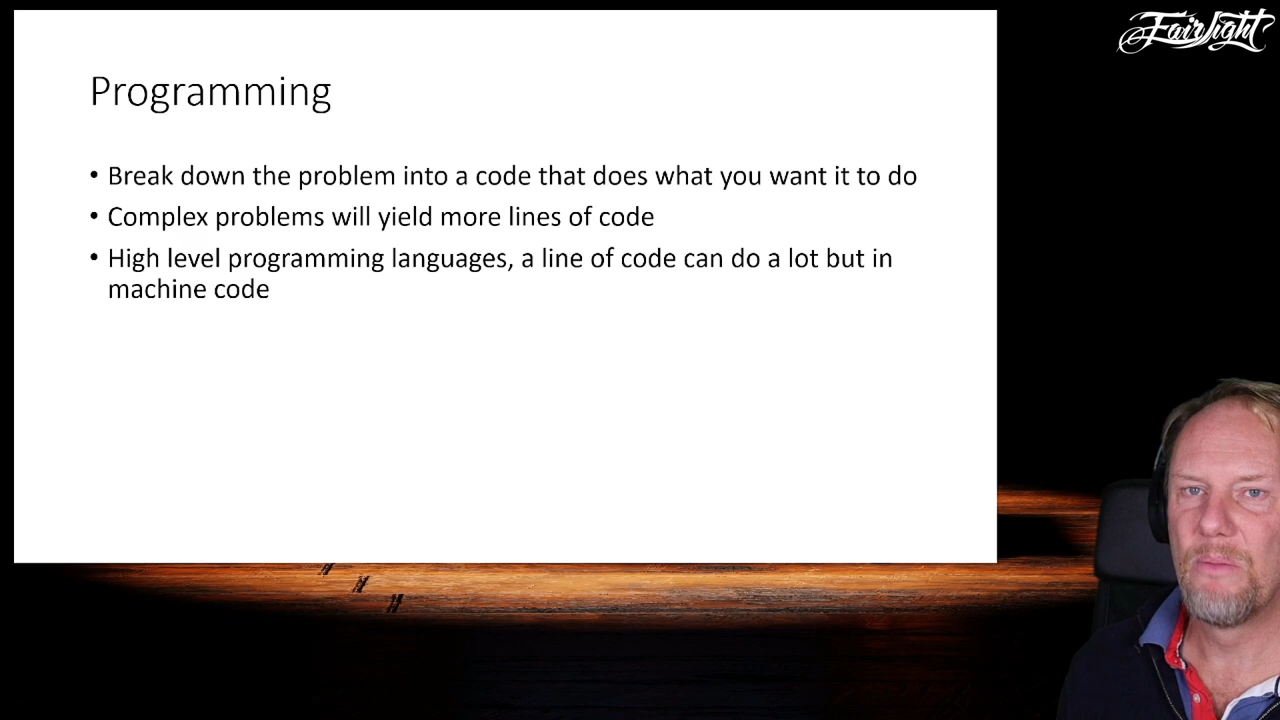 Fairlight
Programming
• Break down the problem into a code that does what you want it to do
• Complex problems will yield more lines of code
• High level programming languages, a line of code can do a lot but in
machine code